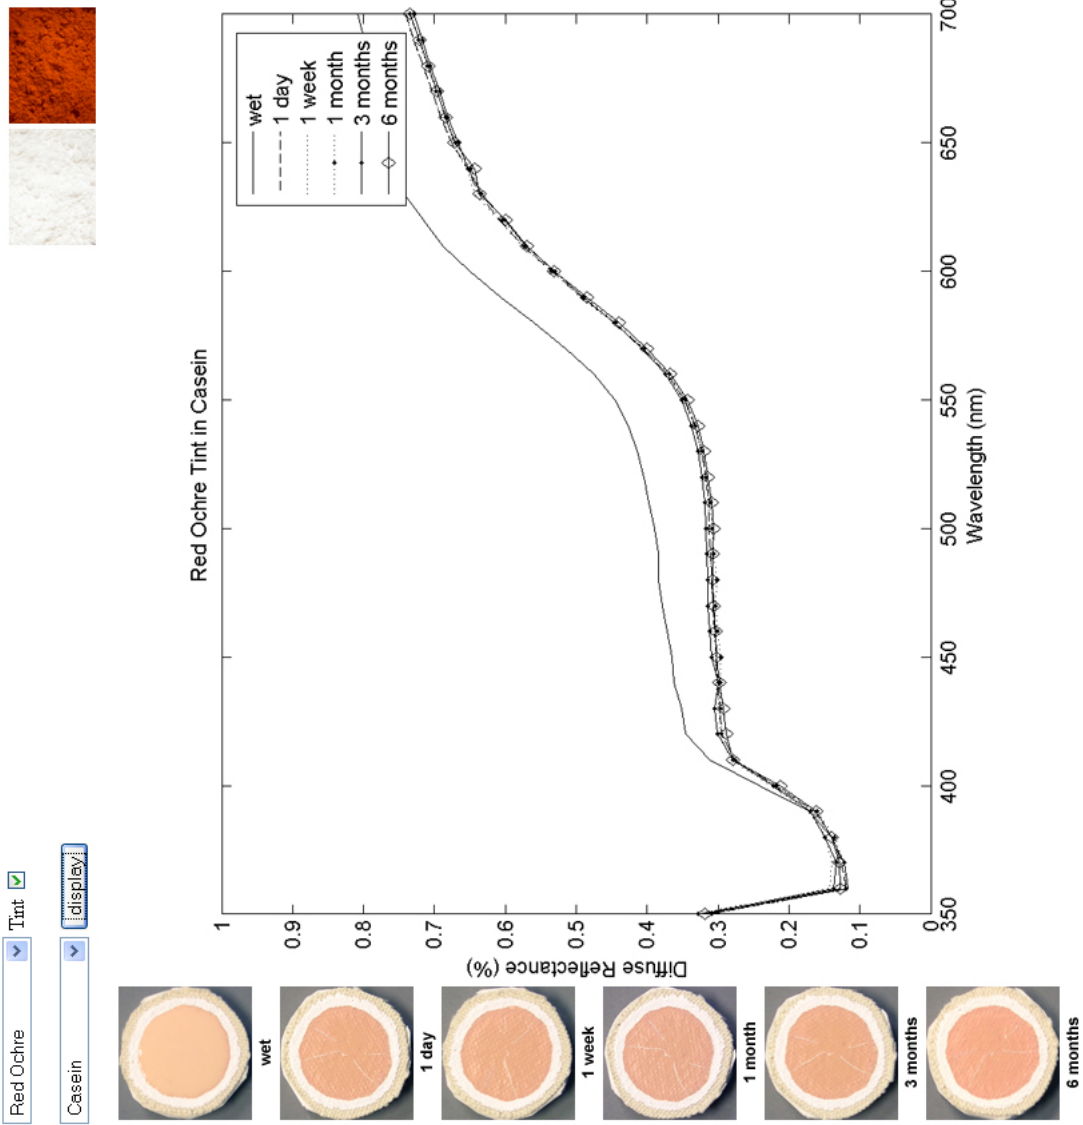 Red Ochre
Tint
Casein
display
wet
1 day
1 week
1 month
3 months
6 months
Red Ochre Tint in Casein
Diffuse Reflectance (%)
1
0.9
0.8
0.7
0.6
0.5
0.4
0.3
0.2
0.1
0
350
400
450
500
550
600
650
700
Wavelength (nm)
wet
1 day
1 week
1 month
3 months
6 months